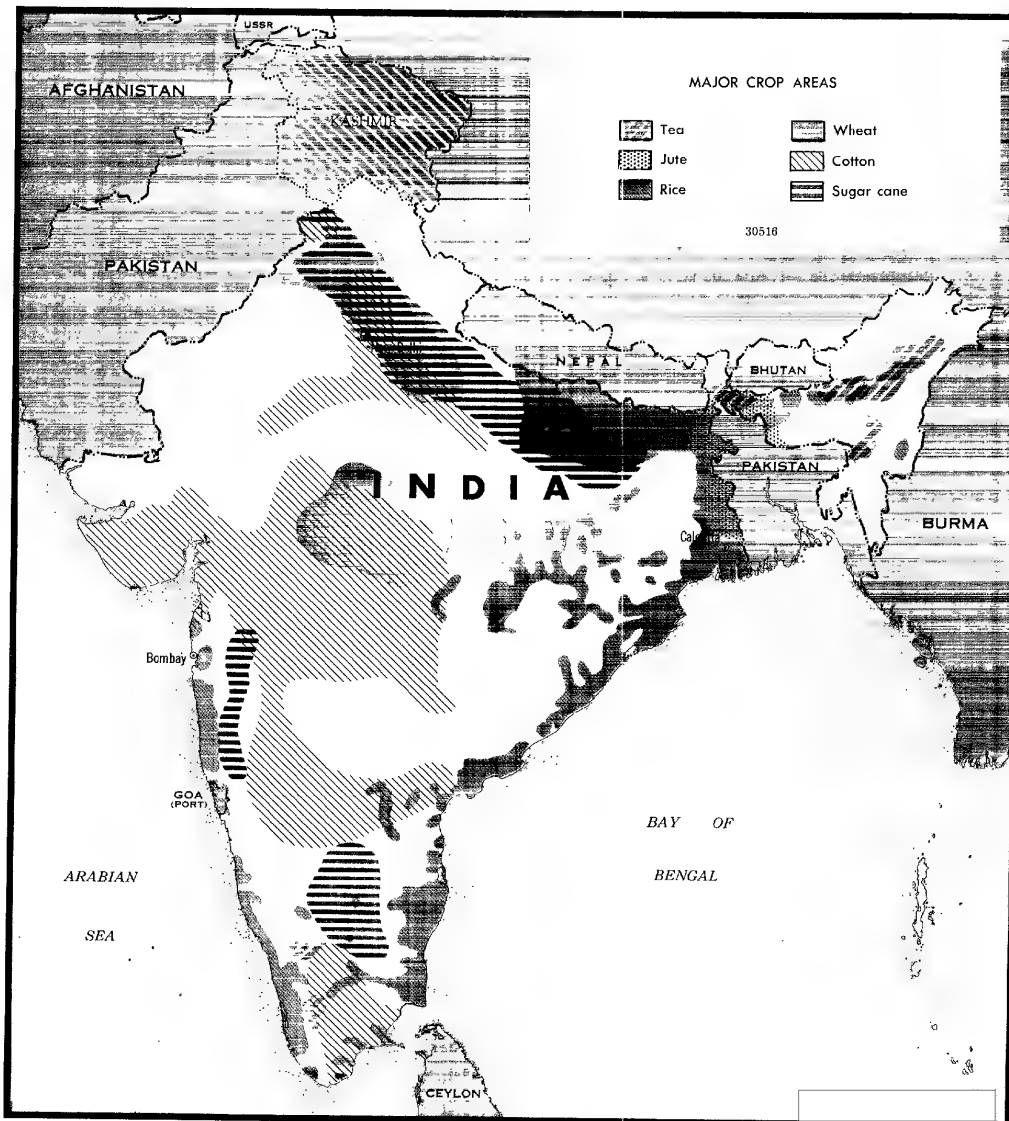 USSR
AFGHANISTAN
MAJOR CROP AREAS
KASHMIR
Tea
Wheat
Jute
Cotton
Rice
Sugar cane
30516
PAKISTAN
NEPAL
BHUTAN
INDIA
PAKISTAN
BURMA
Bombay
GOA
(PORT)
BAY OF
BENGAL
ARABIAN
SEA
CEYLON